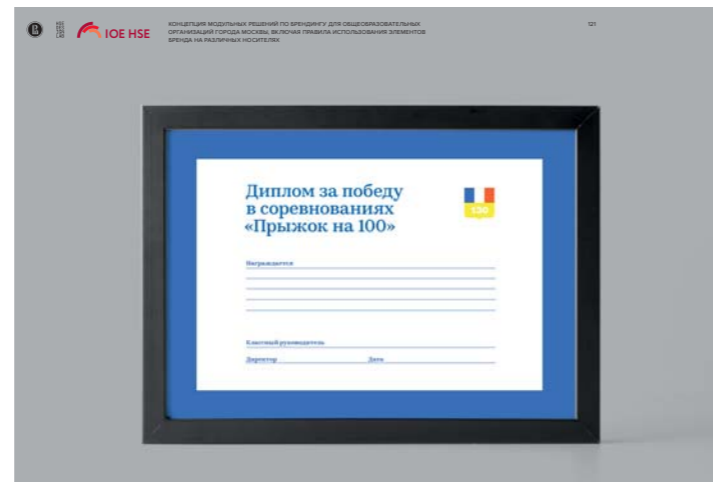 IOE HSE
КОНЦЕПЦИЯ МОДУЛЬНЫХ РЕШЕНИЙ ПО БРЕНДИНГУ ДЛЯ ОБЩЕОБРАЗОВАТЕЛЬНЫХ
ОРГАНИЗАЦИЙ ГОРОДА МОСКВЫ, ВКЛЮЧАЯ ПРАВИЛА ИСПОЛЬЗОВАНИЯ ЭЛЕМЕНТОВ
БРЕНДА НА РАЗЛИЧНЫХ НОСИТЕЛЯХ
121
Диплом за победу
в соревнованиях
«Прыжок на 100»
130
Награждается
Классный руководитель
Директор Дата